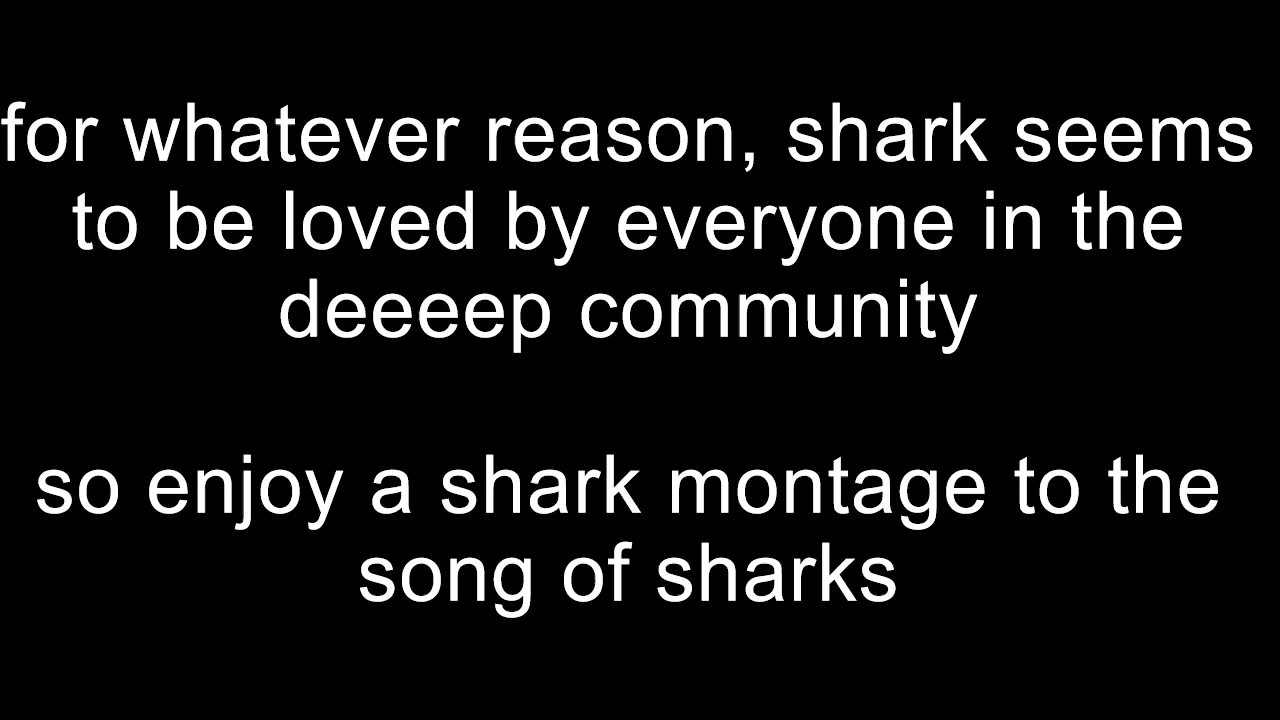 for whatever reason, shark seems
to be loved by everyone in the
deeeep community
so enjoy a shark montage to the
song of sharks